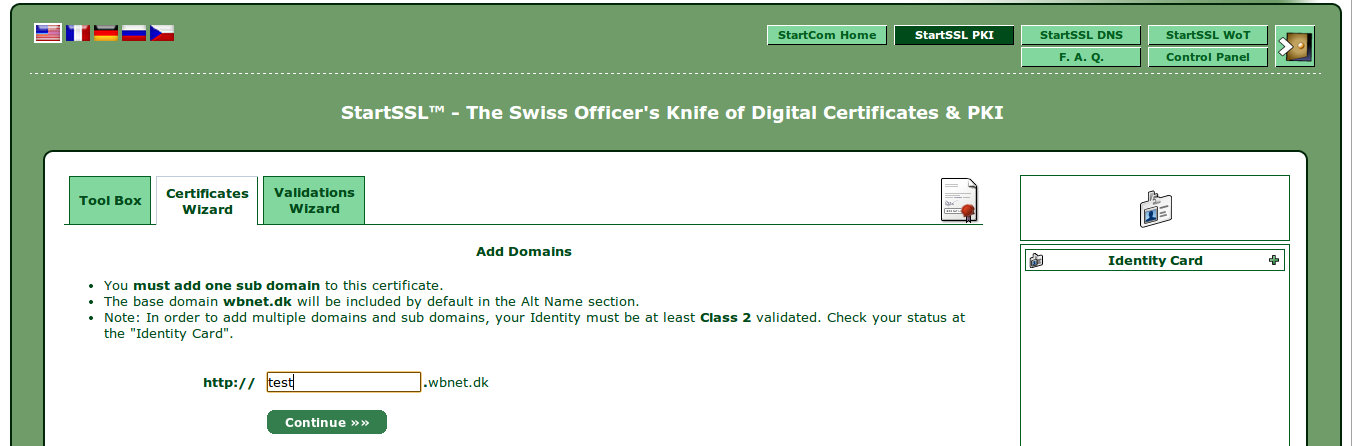 StartCom Home
StartSSL PKI
StartSSL DNS
StartSSL WoT
F. A. Q.
Control Panel
StartSSL™ - The Swiss Officer's Knife of Digital Certificates & PKI
Tool Box
Certificates
Wizard
Validations
Wizard
Add Domains
You must add one sub domain to this certificate.
The base domain wbnet.dk will be included by default in the Alt Name section.
Note: In order to add multiple domains and sub domains, your Identity must be at least Class 2 validated. Check your status at
the "Identity Card".
http:// test .wbnet.dk
Continue »»
Identity Card